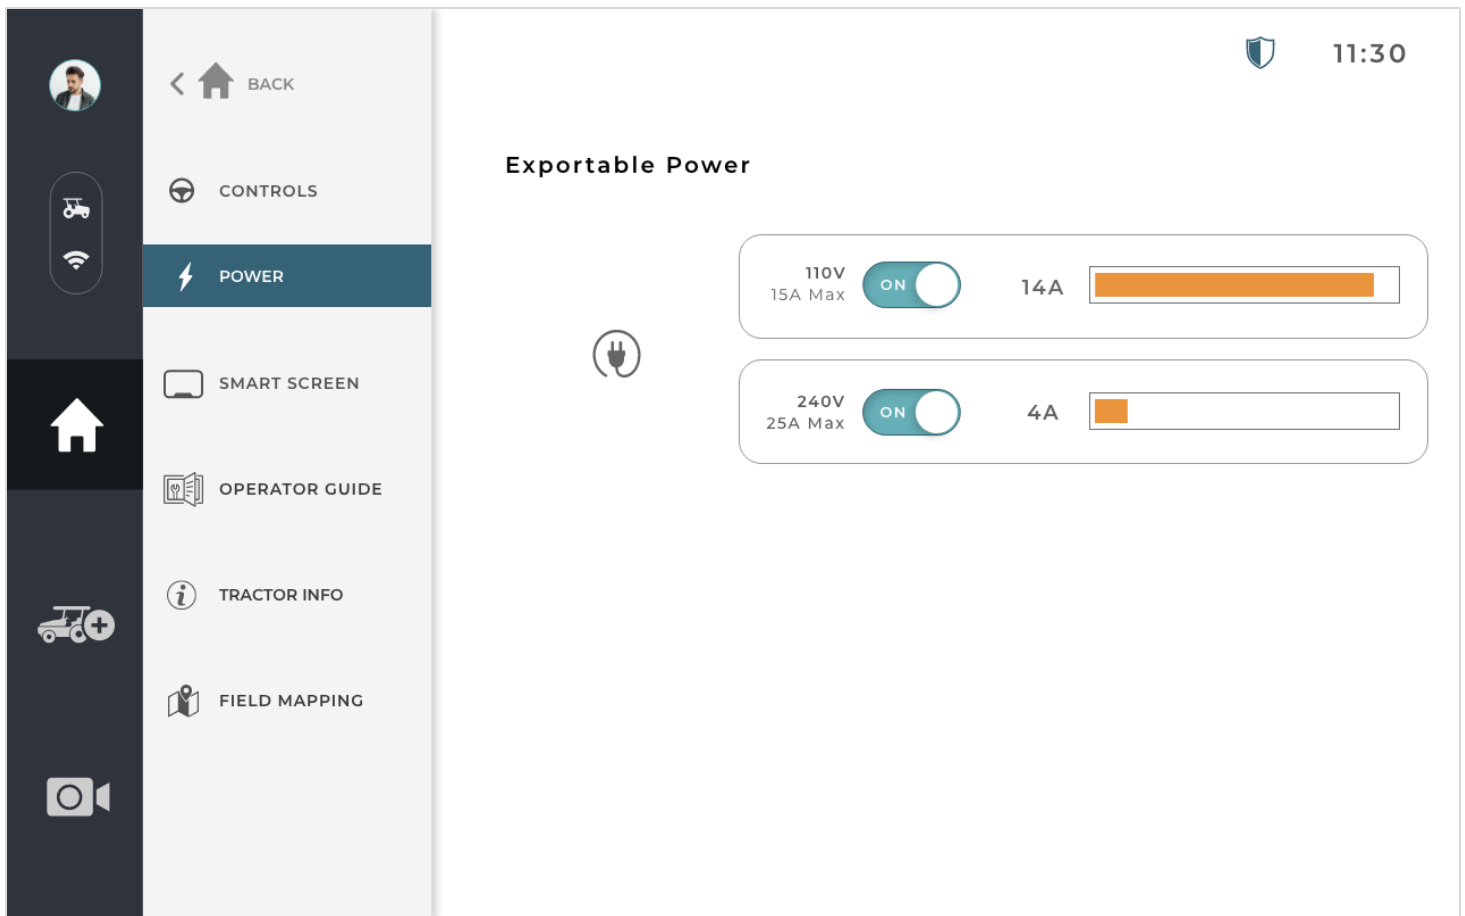 11:30
BACK
CONTROLS
POWER
SMART SCREEN
OPERATOR GUIDE
TRACTOR INFO
FIELD MAPPING
Exportable Power
110V
15A Max
ON
14A
240V
25A Max
ON
4A